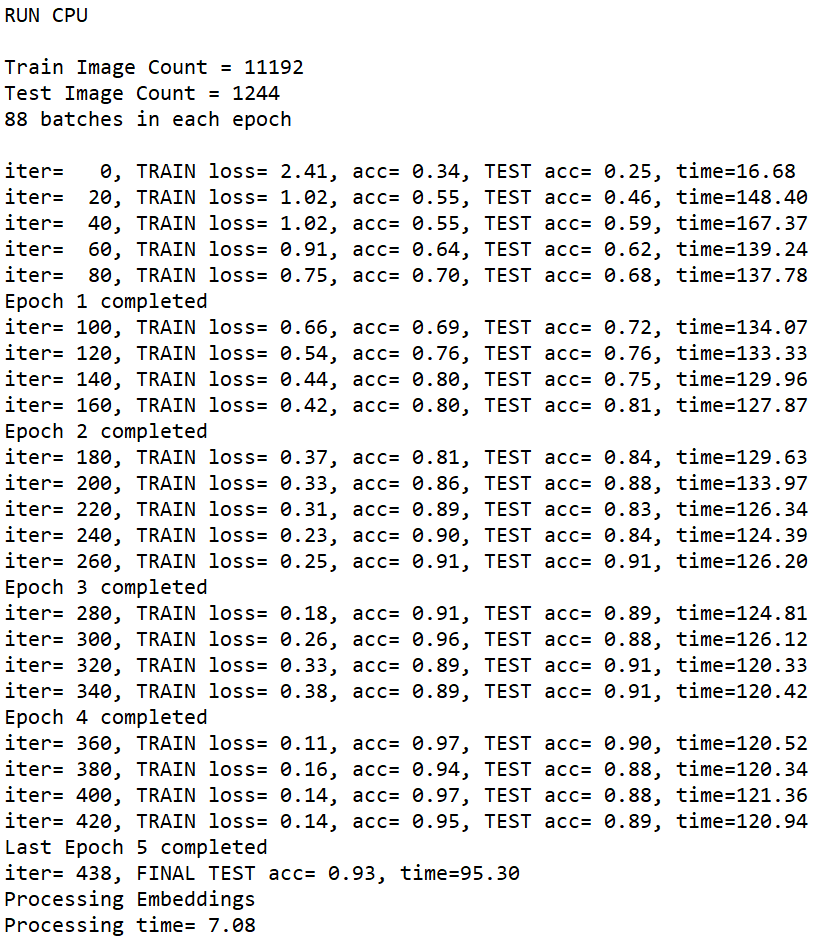 RUN CPU

Train Image Count = 11192
Test Image Count = 1244
88 batches in each epoch

iter=   0, TRAIN loss= 2.41, acc= 0.34, TEST acc= 0.25, time=16.68
iter=  20, TRAIN loss= 1.02, acc= 0.55, TEST acc= 0.46, time=148.40
iter=  40, TRAIN loss= 1.02, acc= 0.55, TEST acc= 0.59, time=167.37
iter=  60, TRAIN loss= 0.91, acc= 0.64, TEST acc= 0.62, time=139.24
iter=  80, TRAIN loss= 0.75, acc= 0.70, TEST acc= 0.68, time=137.78
Epoch 1 completed
iter= 100, TRAIN loss= 0.66, acc= 0.69, TEST acc= 0.72, time=134.07
iter= 120, TRAIN loss= 0.54, acc= 0.76, TEST acc= 0.76, time=133.33
iter= 140, TRAIN loss= 0.44, acc= 0.80, TEST acc= 0.75, time=129.96
iter= 160, TRAIN loss= 0.42, acc= 0.80, TEST acc= 0.81, time=127.87
Epoch 2 completed
iter= 180, TRAIN loss= 0.37, acc= 0.81, TEST acc= 0.84, time=129.63
iter= 200, TRAIN loss= 0.33, acc= 0.86, TEST acc= 0.88, time=133.97
iter= 220, TRAIN loss= 0.31, acc= 0.89, TEST acc= 0.83, time=126.34
iter= 240, TRAIN loss= 0.23, acc= 0.90, TEST acc= 0.84, time=124.39
iter= 260, TRAIN loss= 0.25, acc= 0.91, TEST acc= 0.91, time=126.20
Epoch 3 completed
iter= 280, TRAIN loss= 0.18, acc= 0.91, TEST acc= 0.89, time=124.81
iter= 300, TRAIN loss= 0.26, acc= 0.96, TEST acc= 0.88, time=126.12
iter= 320, TRAIN loss= 0.33, acc= 0.89, TEST acc= 0.91, time=120.33
iter= 340, TRAIN loss= 0.38, acc= 0.89, TEST acc= 0.91, time=120.42
Epoch 4 completed
iter= 360, TRAIN loss= 0.11, acc= 0.97, TEST acc= 0.90, time=120.52
iter= 380, TRAIN loss= 0.16, acc= 0.94, TEST acc= 0.88, time=120.34
iter= 400, TRAIN loss= 0.14, acc= 0.97, TEST acc= 0.88, time=121.36
iter= 420, TRAIN loss= 0.14, acc= 0.95, TEST acc= 0.89, time=120.94
Last Epoch 5 completed
iter= 438, FINAL TEST acc= 0.93, time=95.30
Processing Embeddings
Processing time= 7.08